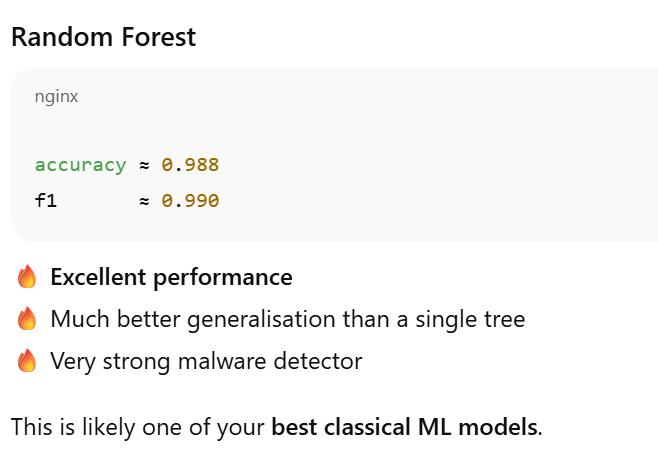 Random Forest
nginx
accuracy ≈ 0.988
f1 ≈ 0.990
🔥 Excellent performance
🔥 Much better generalisation than a single tree
🔥 Very strong malware detector
This is likely one of your best classical ML models.